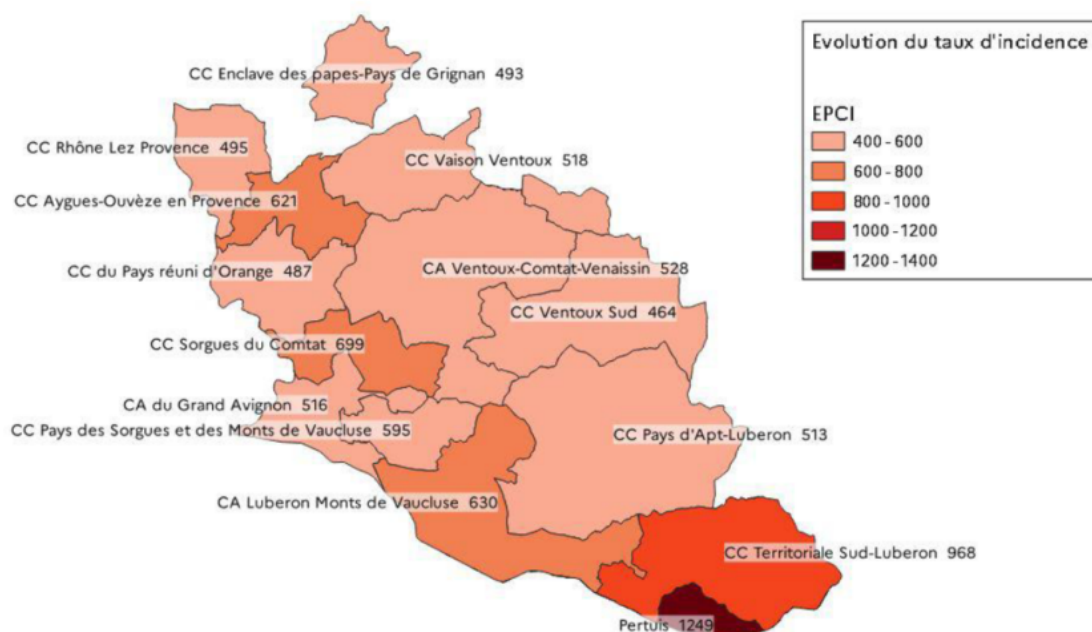 Evolution du taux d'incidence
CC Enclave des papes-Pays de Grignan 493
EPCI
400 - 600
600 - 800
800 - 1000
1000 - 1200
1200 - 1400
CC Rhône Lez Provence 495
CC Vaison Ventoux 518
CC Aygues-Ouvèze en Provence 621
CC du Pays réuni d'Orange 487
CA Ventoux-Comtat-Venaissin 528
CC Ventoux Sud 464
CC Sorgues du Comtat 699
CA du Grand Avignon 516
CC Pays des Sorgues et des Monts de Vaucluse 595
CC Pays d'Apt-Luberon 513
CA Luberon Monts de Vaucluse 630
CC Territoriale Sud-Luberon 968
Pertuis 1249